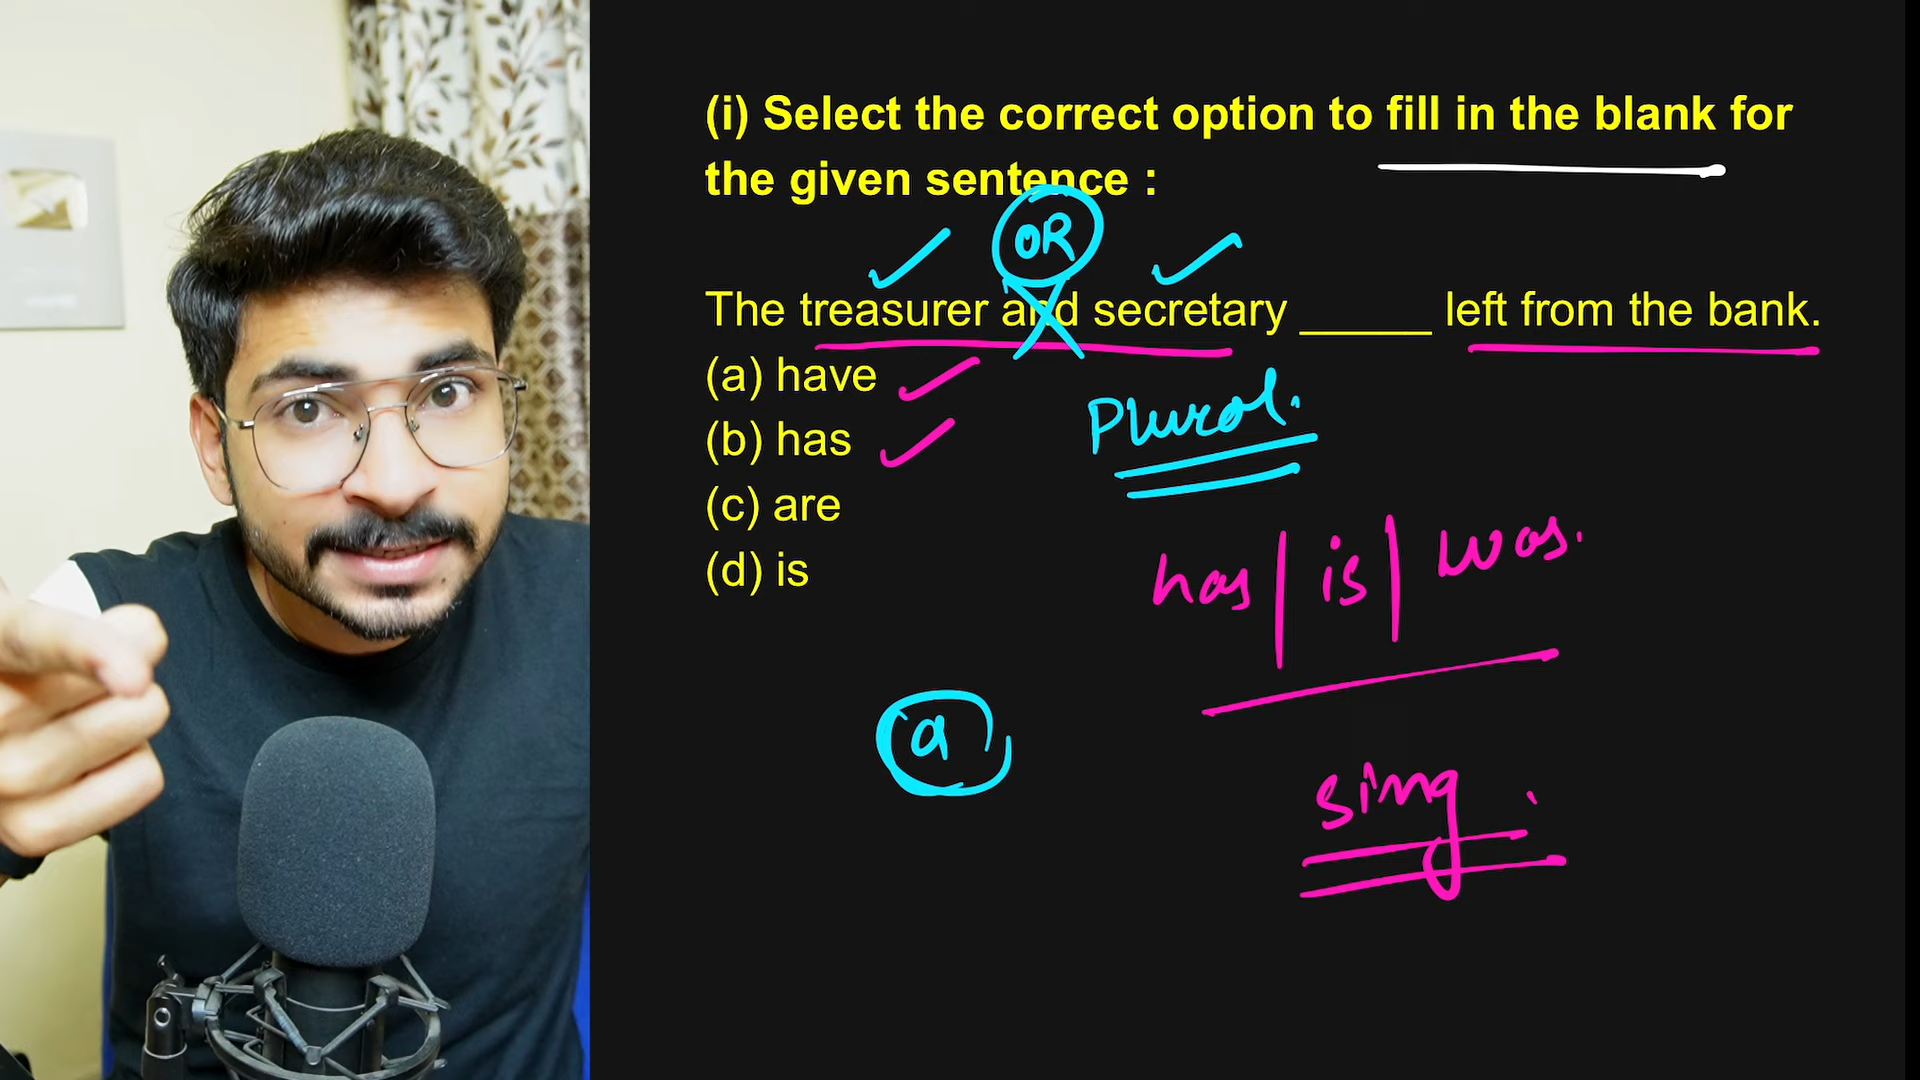 (i) Select the correct option to fill in the blank for
the given sentence :
OR
The treasurer and secretary _____ left from the bank.
(a) have
(b) has
(c) are
(d) is
Plural.
has | is | was.
a
sing.